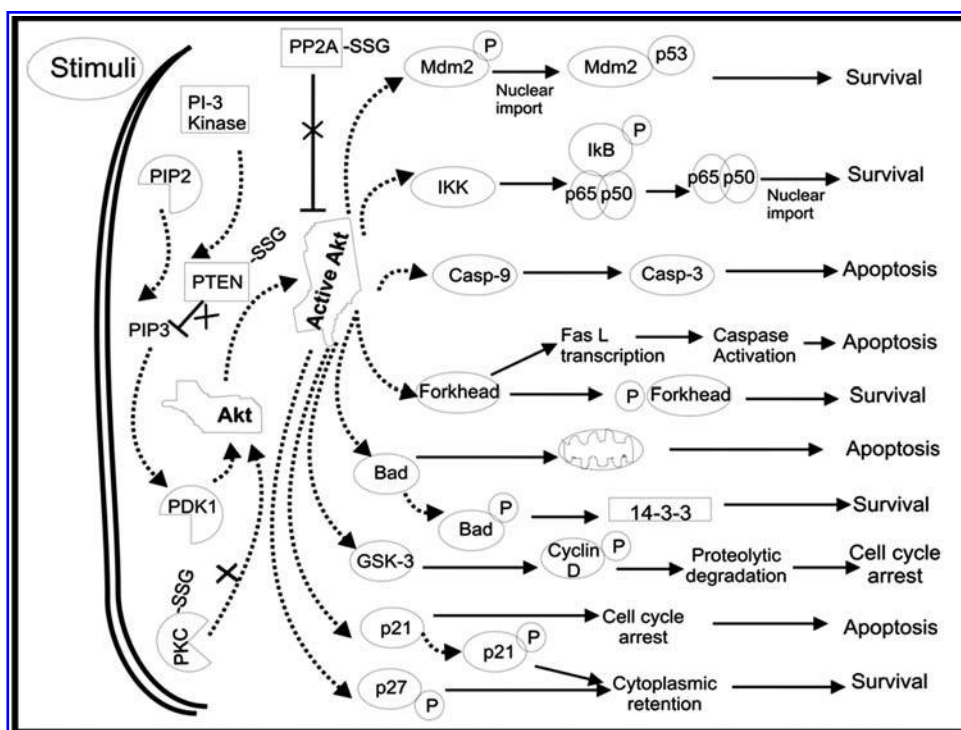 Stimuli
PI-3
Kinase
PIP2
PTEN
-SSG
PIP3
Akt
PDK1
PKC
-SSG
PP2A
-SSG
Active Akt
Mdm2
P
Nuclear
import
Mdm2
p53
Survival
IKK
IkB
P
p65
p50
p65
p50
Nuclear
import
Survival
Casp-9
Casp-3
Apoptosis
Forkhead
Fas L
transcription
Caspase
Activation
Apoptosis
P
Forkhead
Survival
Bad
Apoptosis
Bad
P
14-3-3
Survival
GSK-3
Cyclin
D
P
Proteolytic
degradation
Cell cycle
arrest
p21
Cell cycle
arrest
Apoptosis
p21
P
p27
P
Cytoplasmic
retention
Survival